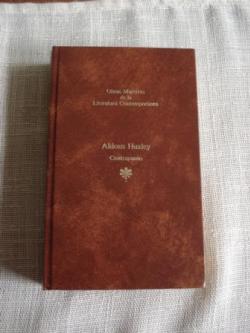 Obras Maestras
de la
Literatura Contemporánea
Aldous Huxley
Contrapunto